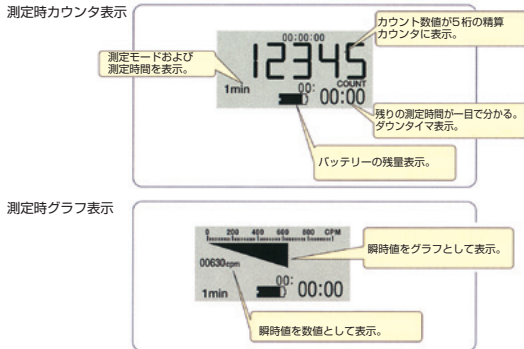 測定時カウンタ表示
カウント数値が5桁の精算
カウンタに表示。
00:00:00
12345
COUNT
測定モードおよび
測定時間を表示。
1min
00:
00:00
残りの測定時間が一目で分かる。
ダウンタイマ表示。
バッテリーの残量表示。
測定時グラフ表示
0 200 400 600 800 CPM
瞬時値をグラフとして表示。
00630cpm
1min
00:
00:00
瞬時値を数値として表示。